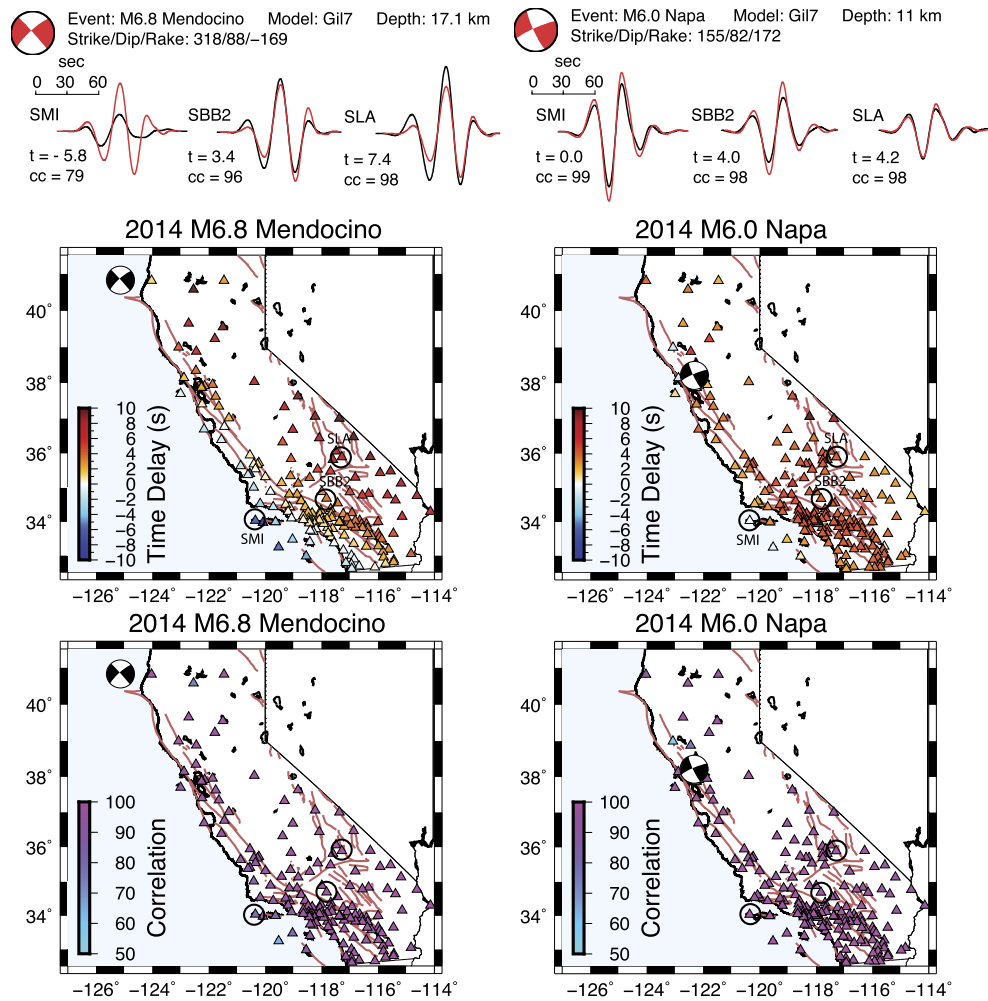 Event: M6.8 Mendocino Model: Gil7 Depth: 17.1 km
Strike/Dip/Rake: 318/88/−169
sec
0 30 60
SMI
t = - 5.8
cc = 79
SBB2
t = 3.4
cc = 96
SLA
t = 7.4
cc = 98
Event: M6.0 Napa Model: Gil7 Depth: 11 km
Strike/Dip/Rake: 155/82/172
sec
0 30 60
SMI
t = 0.0
cc = 99
SBB2
t = 4.0
cc = 98
SLA
t = 4.2
cc = 98
2014 M6.8 Mendocino
40˚
38˚
36˚
34˚
10
8
6
4
2
0
−2
−4
−6
−8
−10
Time Delay (s)
SLA
SBB2
SMI
−126˚ −124˚ −122˚ −120˚ −118˚ −116˚ −114˚
2014 M6.0 Napa
40˚
38˚
36˚
34˚
10
8
6
4
2
0
−2
−4
−6
−8
−10
Time Delay (s)
SLA
SBB2
SMI
−126˚ −124˚ −122˚ −120˚ −118˚ −116˚ −114˚
2014 M6.8 Mendocino
40˚
38˚
36˚
34˚
100
90
80
70
60
50
Correlation
−126˚ −124˚ −122˚ −120˚ −118˚ −116˚ −114˚
2014 M6.0 Napa
40˚
38˚
36˚
34˚
100
90
80
70
60
50
Correlation
−126˚ −124˚ −122˚ −120˚ −118˚ −116˚ −114˚